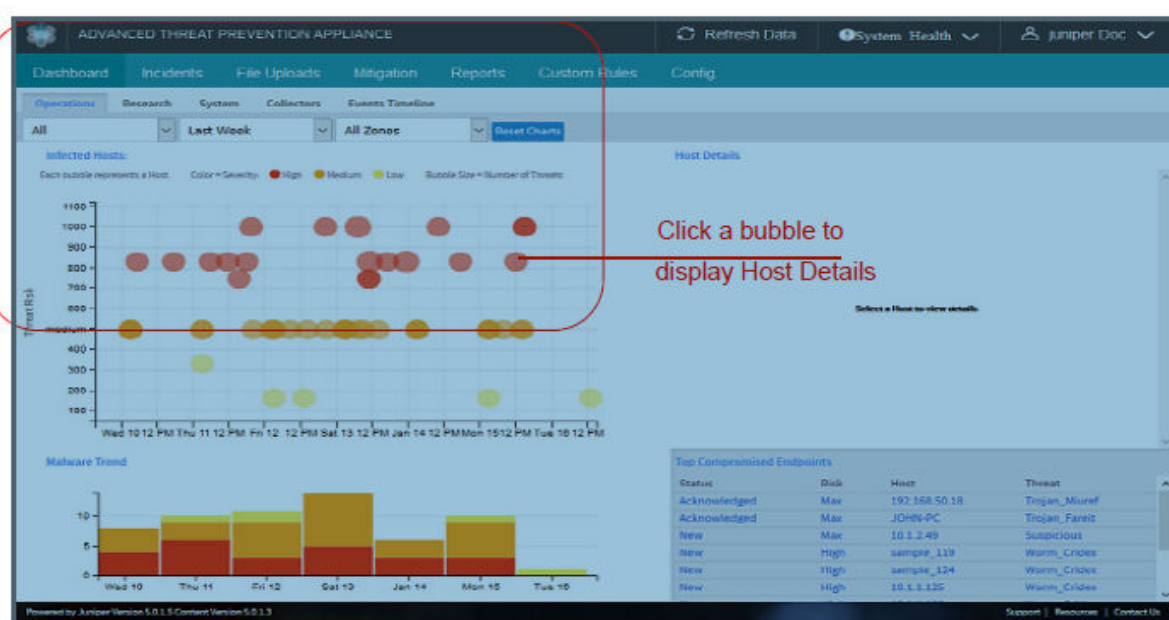 ADVANCED THREAT PREVENTION APPLIANCE Refresh Data System Health juniper Doc
Dashboard Incidents File Uploads Mitigation Reports Custom Rules Config
Operations Research System Collectors Events Timeline
All Last Week All Zones Reset Charts
Infected Hosts: Host Details
Each bubble represents a Host Color = Severity: High Medium Low Bubble Size = Number of Threats
1100
1000
900
800
700
600
medium
400
300
200
100
Threat Risk
Click a bubble to
display Host Details
Select a Host to view details
Wed 10 12 PM Thu 11 12 PM Fri 12 12 PM Sat 13 12 PM Jan 14 12 PM Mon 15 12 PM Tue 16 12 PM
Malware Trend Top Compromised Endpoints
10
5
0
Wed 10 Thu 11 Fri 12 Sat 13 Jan 14 Mon 15 Tue 16
Status Risk Host Threat
Acknowledged Max 192.168.50.18 Trojan_Miuref
Acknowledged Max JOHN-PC Trojan_Fareit
New Max 10.1.2.49 Suspicious
New High sample_119 Worm_Cridex
New High sample_124 Worm_Cridex
New High 10.1.1.125 Worm_Cridex
Powered by Juniper Version 5.0.1.5 Content Version 5.0.1.3 Support | Resources | Contact Us